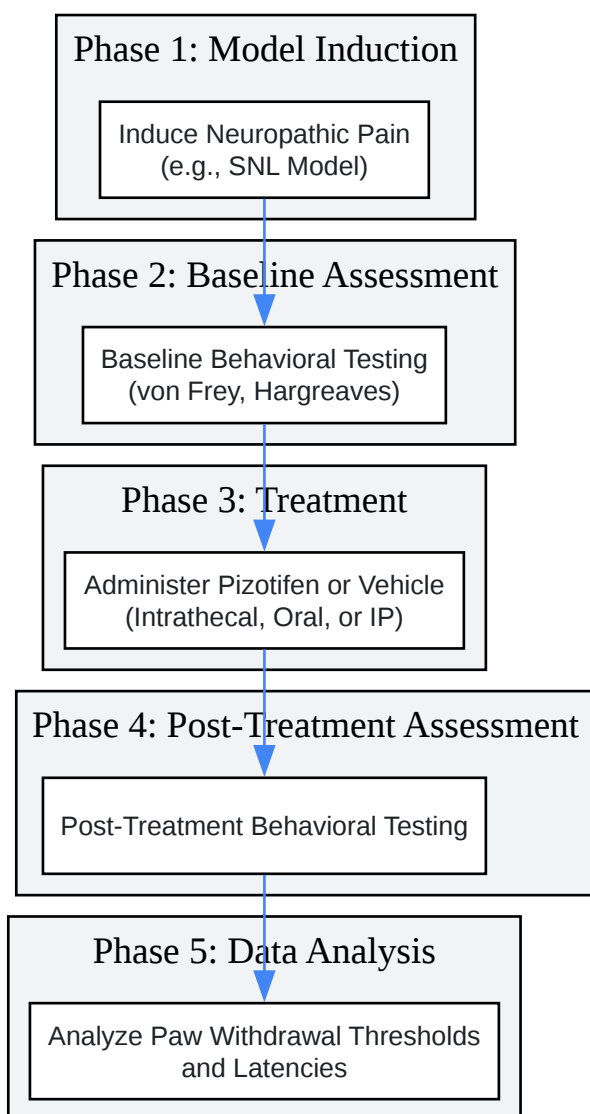 Phase 1: Model Induction
Induce Neuropathic Pain
(e.g., SNL Model)
Phase 2: Baseline Assessment
Baseline Behavioral Testing
(von Frey, Hargreaves)
Phase 3: Treatment
Administer Pizotifen or Vehicle
(Intrathecal, Oral, or IP)
Phase 4: Post-Treatment Assessment
Post-Treatment Behavioral Testing
Phase 5: Data Analysis
Analyze Paw Withdrawal Thresholds
and Latencies